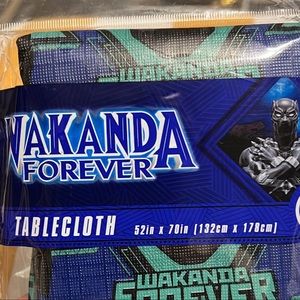 WAKANDA
WAKANDA
FOREVER
TABLECLOTH
52in x 70in (132cm x 178cm)
WAKANDA
FOREVER